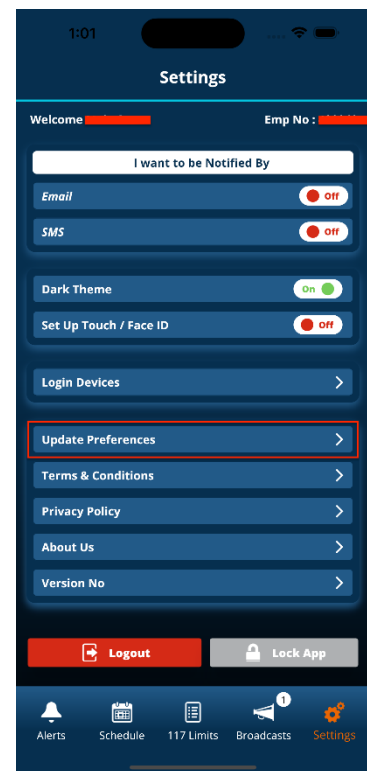 1:01
Settings
Welcome Emp No :
I want to be Notified By
Email Off
SMS Off
Dark Theme On
Set Up Touch / Face ID Off
Login Devices
Update Preferences
Terms & Conditions
Privacy Policy
About Us
Version No
Logout Lock App
1
Alerts Schedule 117 Limits Broadcasts Settings